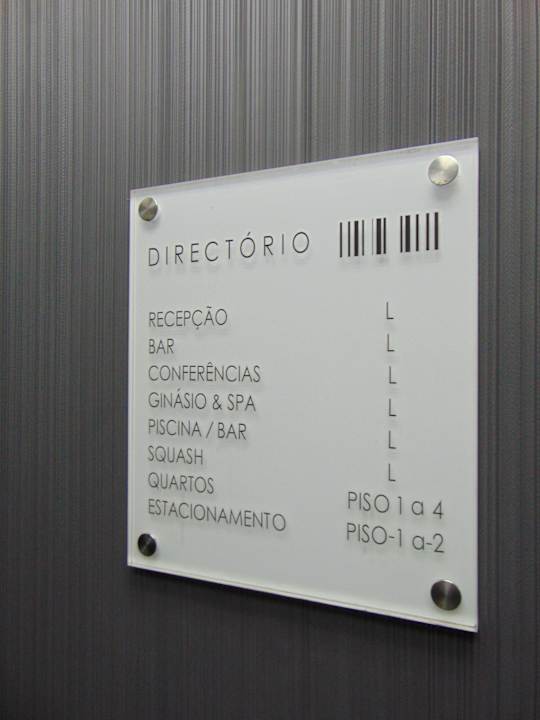 DIRECTÓRIO
RECEPÇÃO L
BAR L
CONFERÊNCIAS L
GINÁSIO & SPA L
PISCINA / BAR L
SQUASH L
QUARTOS PISO 1 a 4
ESTACIONAMENTO PISO-1 a-2